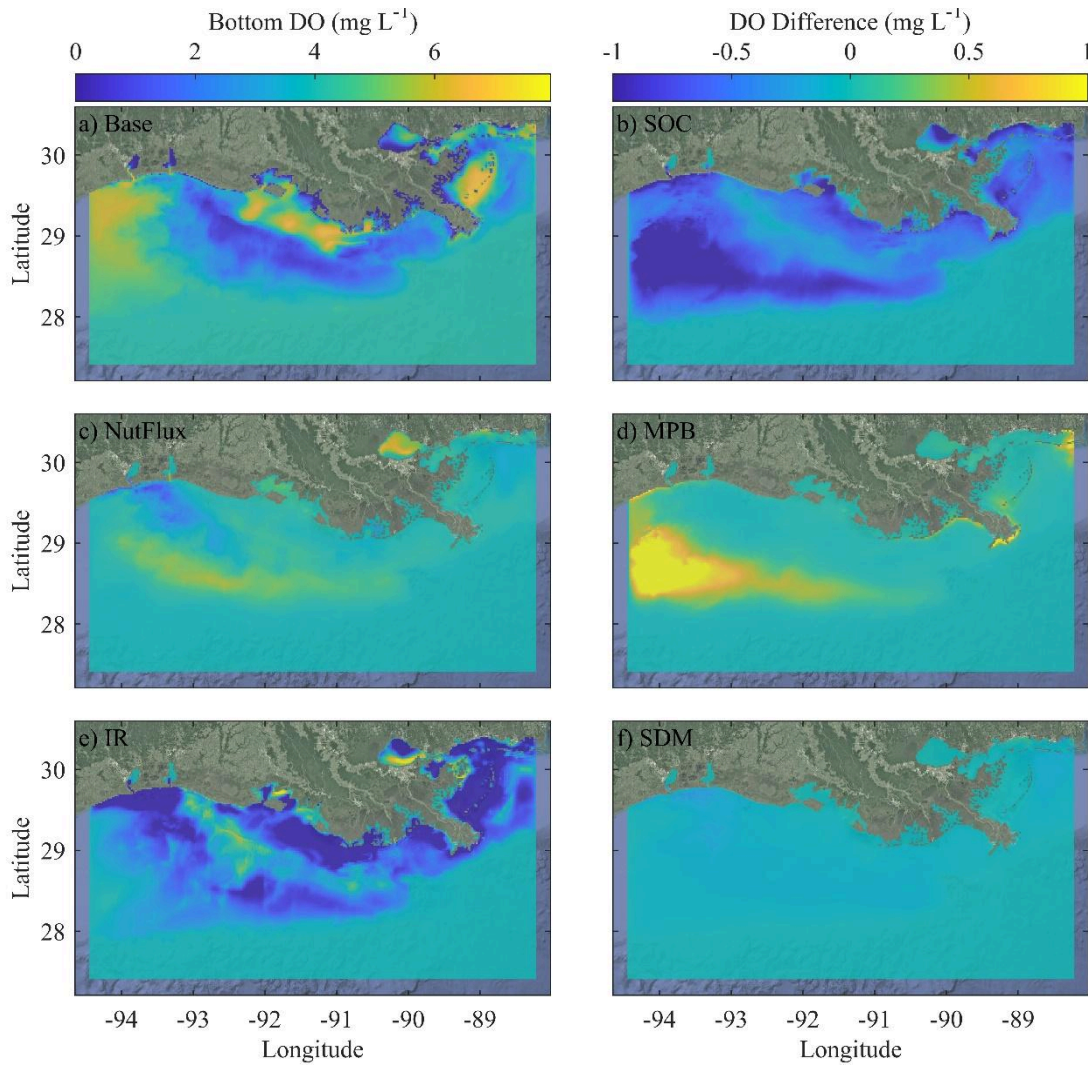 Bottom DO (mg L⁻¹)
DO Difference (mg L⁻¹)
0 2 4 6
-1 -0.5 0 0.5 1
a) Base
b) SOC
Latitude
30
29
28
c) NutFlux
d) MPB
Latitude
30
29
28
e) IR
f) SDM
Latitude
30
29
28
-94 -93 -92 -91 -90 -89
-94 -93 -92 -91 -90 -89
Longitude
Longitude